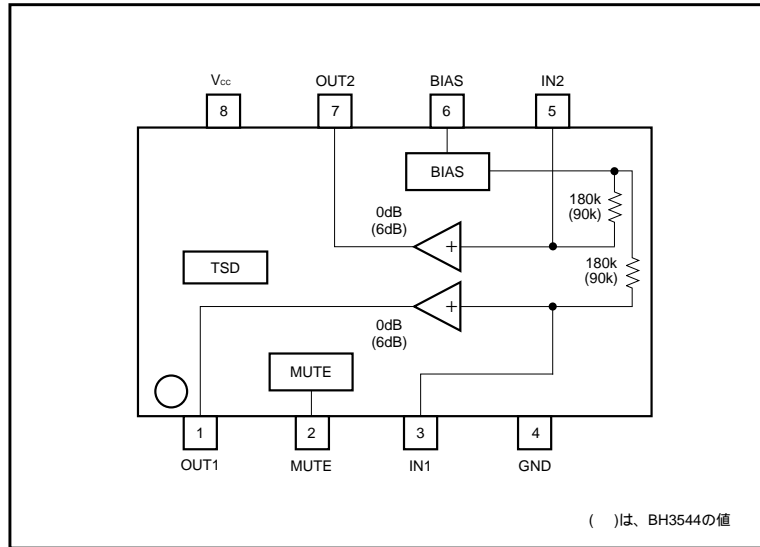 Vcc OUT2 BIAS IN2
8 7 6 5
BIAS
180k
(90k)
0dB
(6dB)
+
180k
(90k)
TSD
+
0dB
(6dB)
MUTE
1 2 3 4
OUT1 MUTE IN1 GND
( )は、BH3544の値